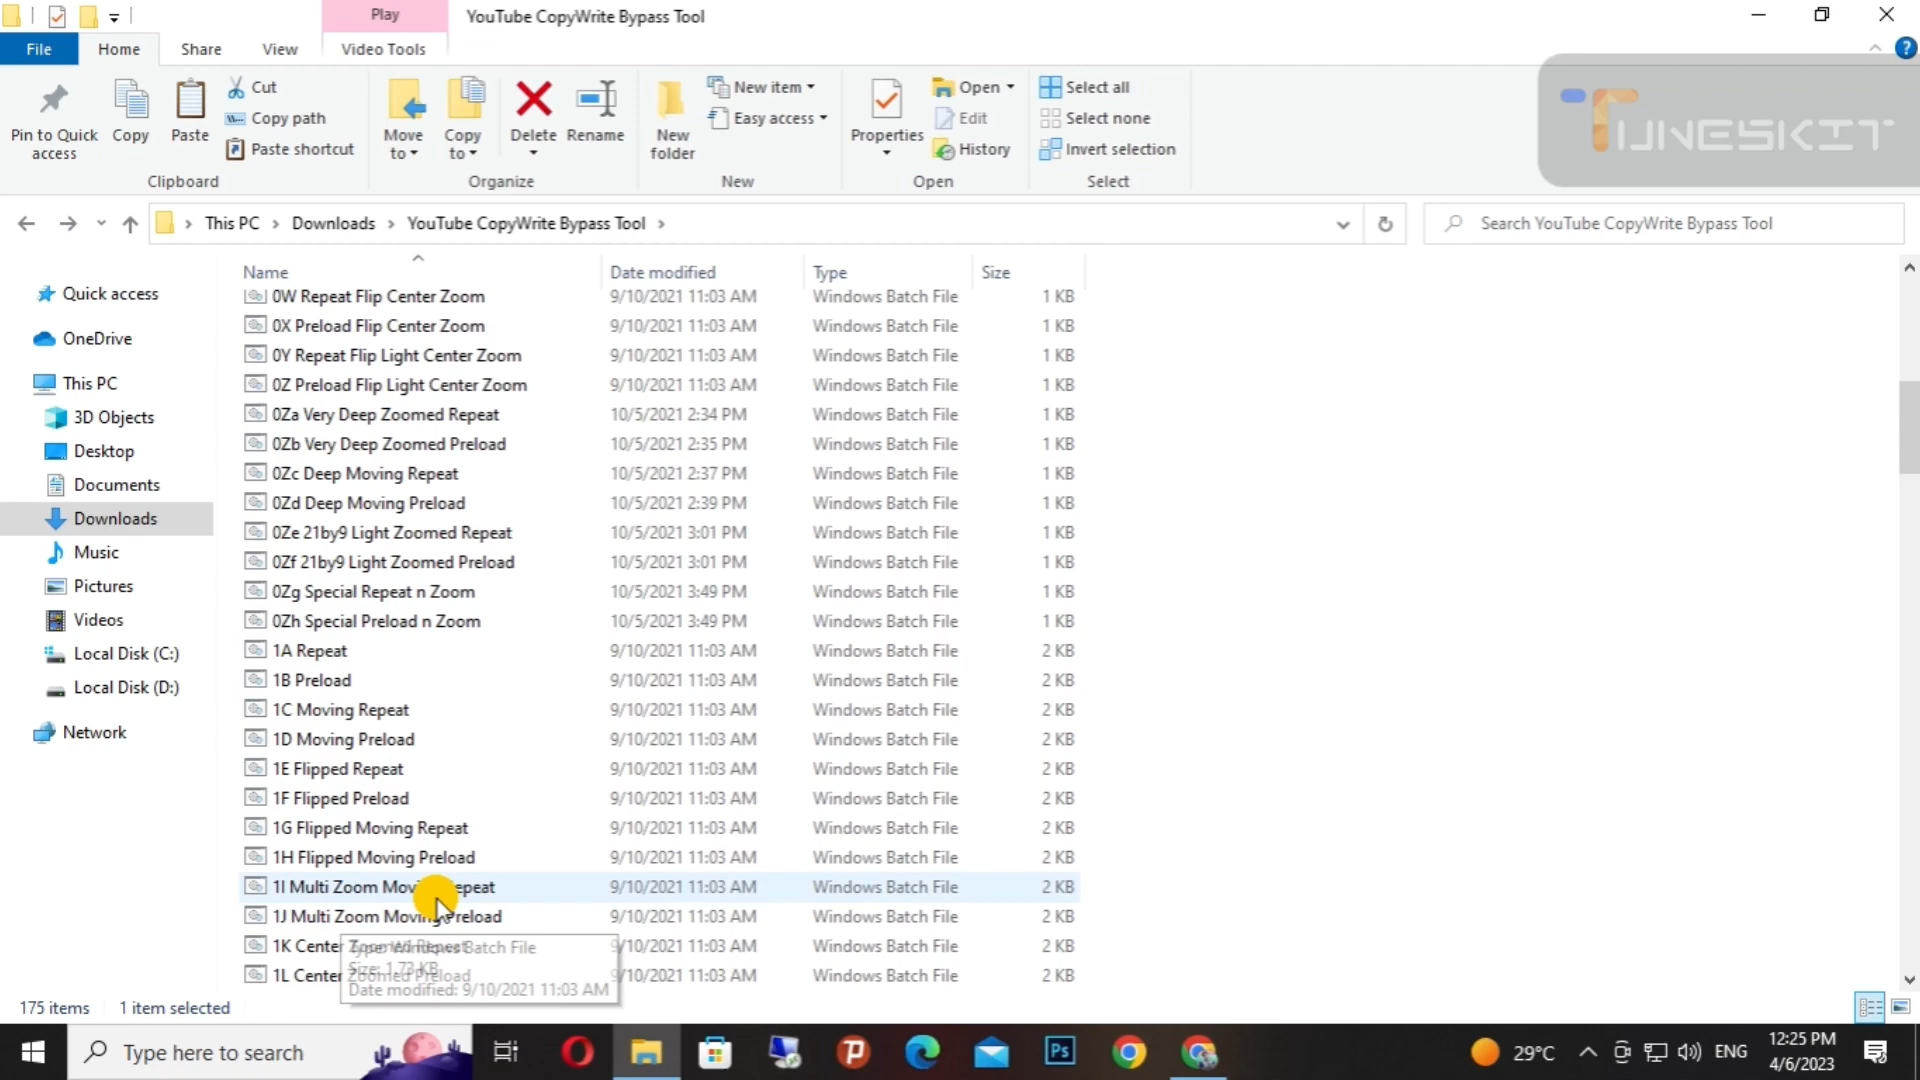 Play
YouTube CopyWrite Bypass Tool
File
Home
Share
View
Video Tools
Pin to Quick access
Copy
Paste
Cut
Copy path
Paste shortcut
Clipboard
Move to
Copy to
Delete
Rename
Organize
New folder
New item
Easy access
New
Properties
Open
Edit
History
Open
Select all
Select none
Invert selection
Select
TUNESKIT
This PC > Downloads > YouTube CopyWrite Bypass Tool >
Search YouTube CopyWrite Bypass Tool
Quick access
OneDrive
This PC
3D Objects
Desktop
Documents
Downloads
Music
Pictures
Videos
Local Disk (C:)
Local Disk (D:)
Network
Name Date modified Type Size
0W Repeat Flip Center Zoom 9/10/2021 11:03 AM Windows Batch File 1 KB
0X Preload Flip Center Zoom 9/10/2021 11:03 AM Windows Batch File 1 KB
0Y Repeat Flip Light Center Zoom 9/10/2021 11:03 AM Windows Batch File 1 KB
0Z Preload Flip Light Center Zoom 9/10/2021 11:03 AM Windows Batch File 1 KB
0Za Very Deep Zoomed Repeat 10/5/2021 2:34 PM Windows Batch File 1 KB
0Zb Very Deep Zoomed Preload 10/5/2021 2:35 PM Windows Batch File 1 KB
0Zc Deep Moving Repeat 10/5/2021 2:37 PM Windows Batch File 1 KB
0Zd Deep Moving Preload 10/5/2021 2:39 PM Windows Batch File 1 KB
0Ze 21by9 Light Zoomed Repeat 10/5/2021 3:01 PM Windows Batch File 1 KB
0Zf 21by9 Light Zoomed Preload 10/5/2021 3:01 PM Windows Batch File 1 KB
0Zg Special Repeat n Zoom 10/5/2021 3:49 PM Windows Batch File 1 KB
0Zh Special Preload n Zoom 10/5/2021 3:49 PM Windows Batch File 1 KB
1A Repeat 9/10/2021 11:03 AM Windows Batch File 2 KB
1B Preload 9/10/2021 11:03 AM Windows Batch File 2 KB
1C Moving Repeat 9/10/2021 11:03 AM Windows Batch File 2 KB
1D Moving Preload 9/10/2021 11:03 AM Windows Batch File 2 KB
1E Flipped Repeat 9/10/2021 11:03 AM Windows Batch File 2 KB
1F Flipped Preload 9/10/2021 11:03 AM Windows Batch File 2 KB
1G Flipped Moving Repeat 9/10/2021 11:03 AM Windows Batch File 2 KB
1H Flipped Moving Preload 9/10/2021 11:03 AM Windows Batch File 2 KB
1I Multi Zoom Moving Repeat 9/10/2021 11:03 AM Windows Batch File 2 KB
1J Multi Zoom Moving Preload 9/10/2021 11:03 AM Windows Batch File 2 KB
1K Center Zoomed Repeat 9/10/2021 11:03 AM Windows Batch File 2 KB
1L Center Zoomed Preload 9/10/2021 11:03 AM Windows Batch File 2 KB
Type: Windows Batch File
Size: 1.73 KB
Date modified: 9/10/2021 11:03 AM
175 items 1 item selected
Type here to search
Ps
29°C
ENG
12:25 PM
4/6/2023